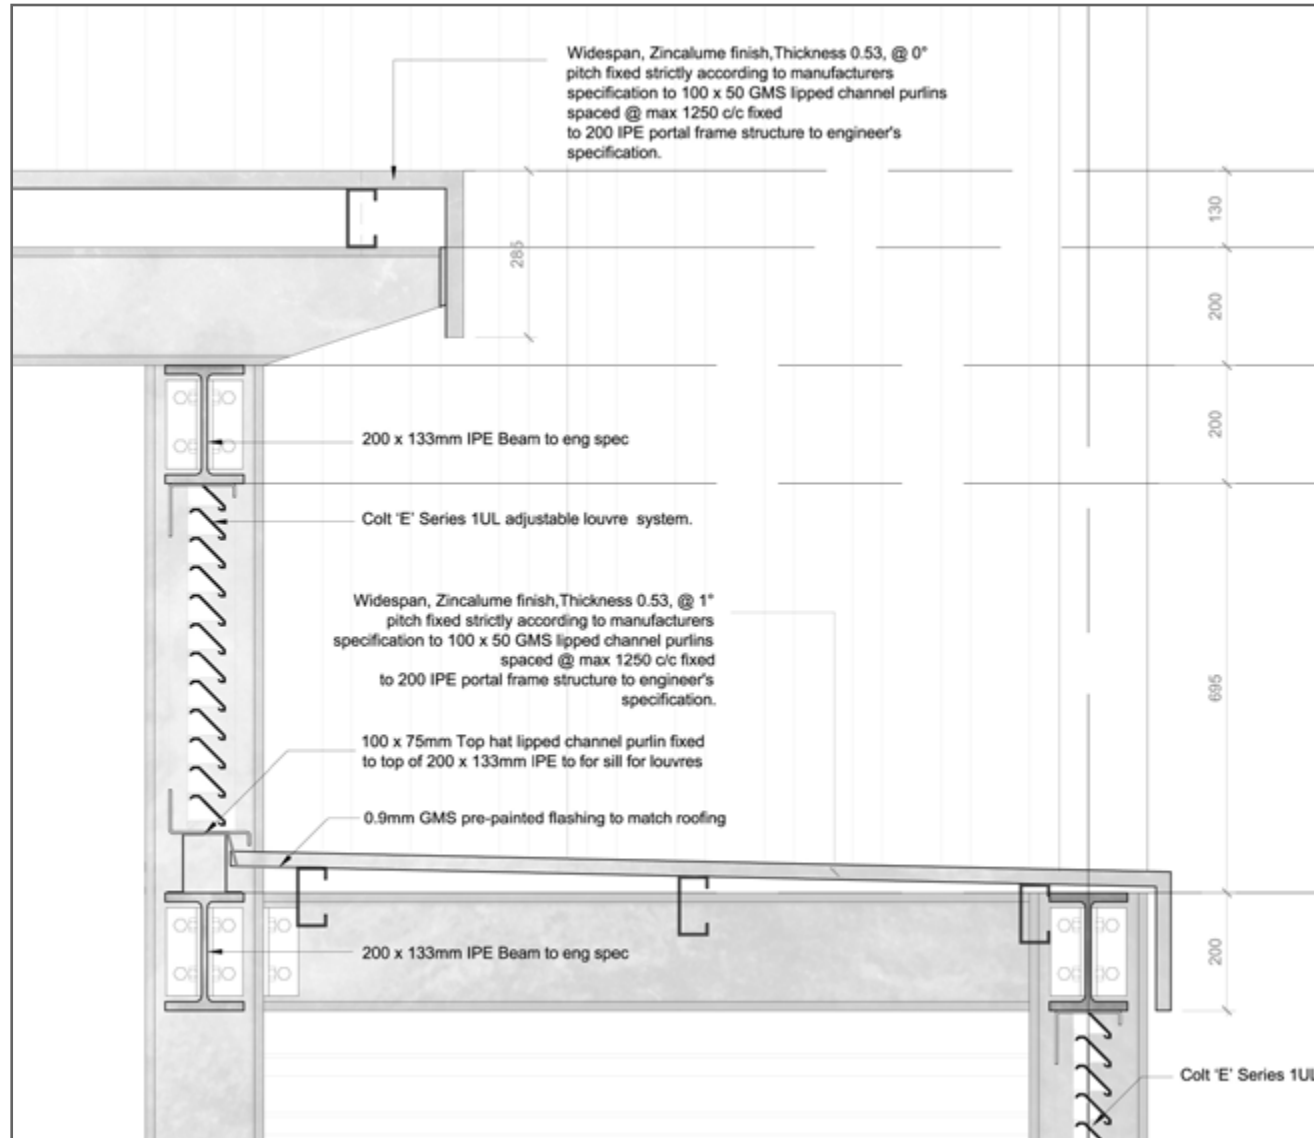 Widespan, Zincalume finish,Thickness 0.53, @ 0°
pitch fixed strictly according to manufacturers
specification to 100 x 50 GMS lipped channel purlins
spaced @ max 1250 c/c fixed
to 200 IPE portal frame structure to engineer's
specification.
130
285
200
200
200 x 133mm IPE Beam to eng spec
Colt 'E' Series 1UL adjustable louvre system.
Widespan, Zincalume finish,Thickness 0.53, @ 1°
pitch fixed strictly according to manufacturers
specification to 100 x 50 GMS lipped channel purlins
spaced @ max 1250 c/c fixed
to 200 IPE portal frame structure to engineer's
specification.
695
100 x 75mm Top hat lipped channel purlin fixed
to top of 200 x 133mm IPE to for sill for louvres
0.9mm GMS pre-painted flashing to match roofing
200 x 133mm IPE Beam to eng spec
200
Colt 'E' Series 1UL